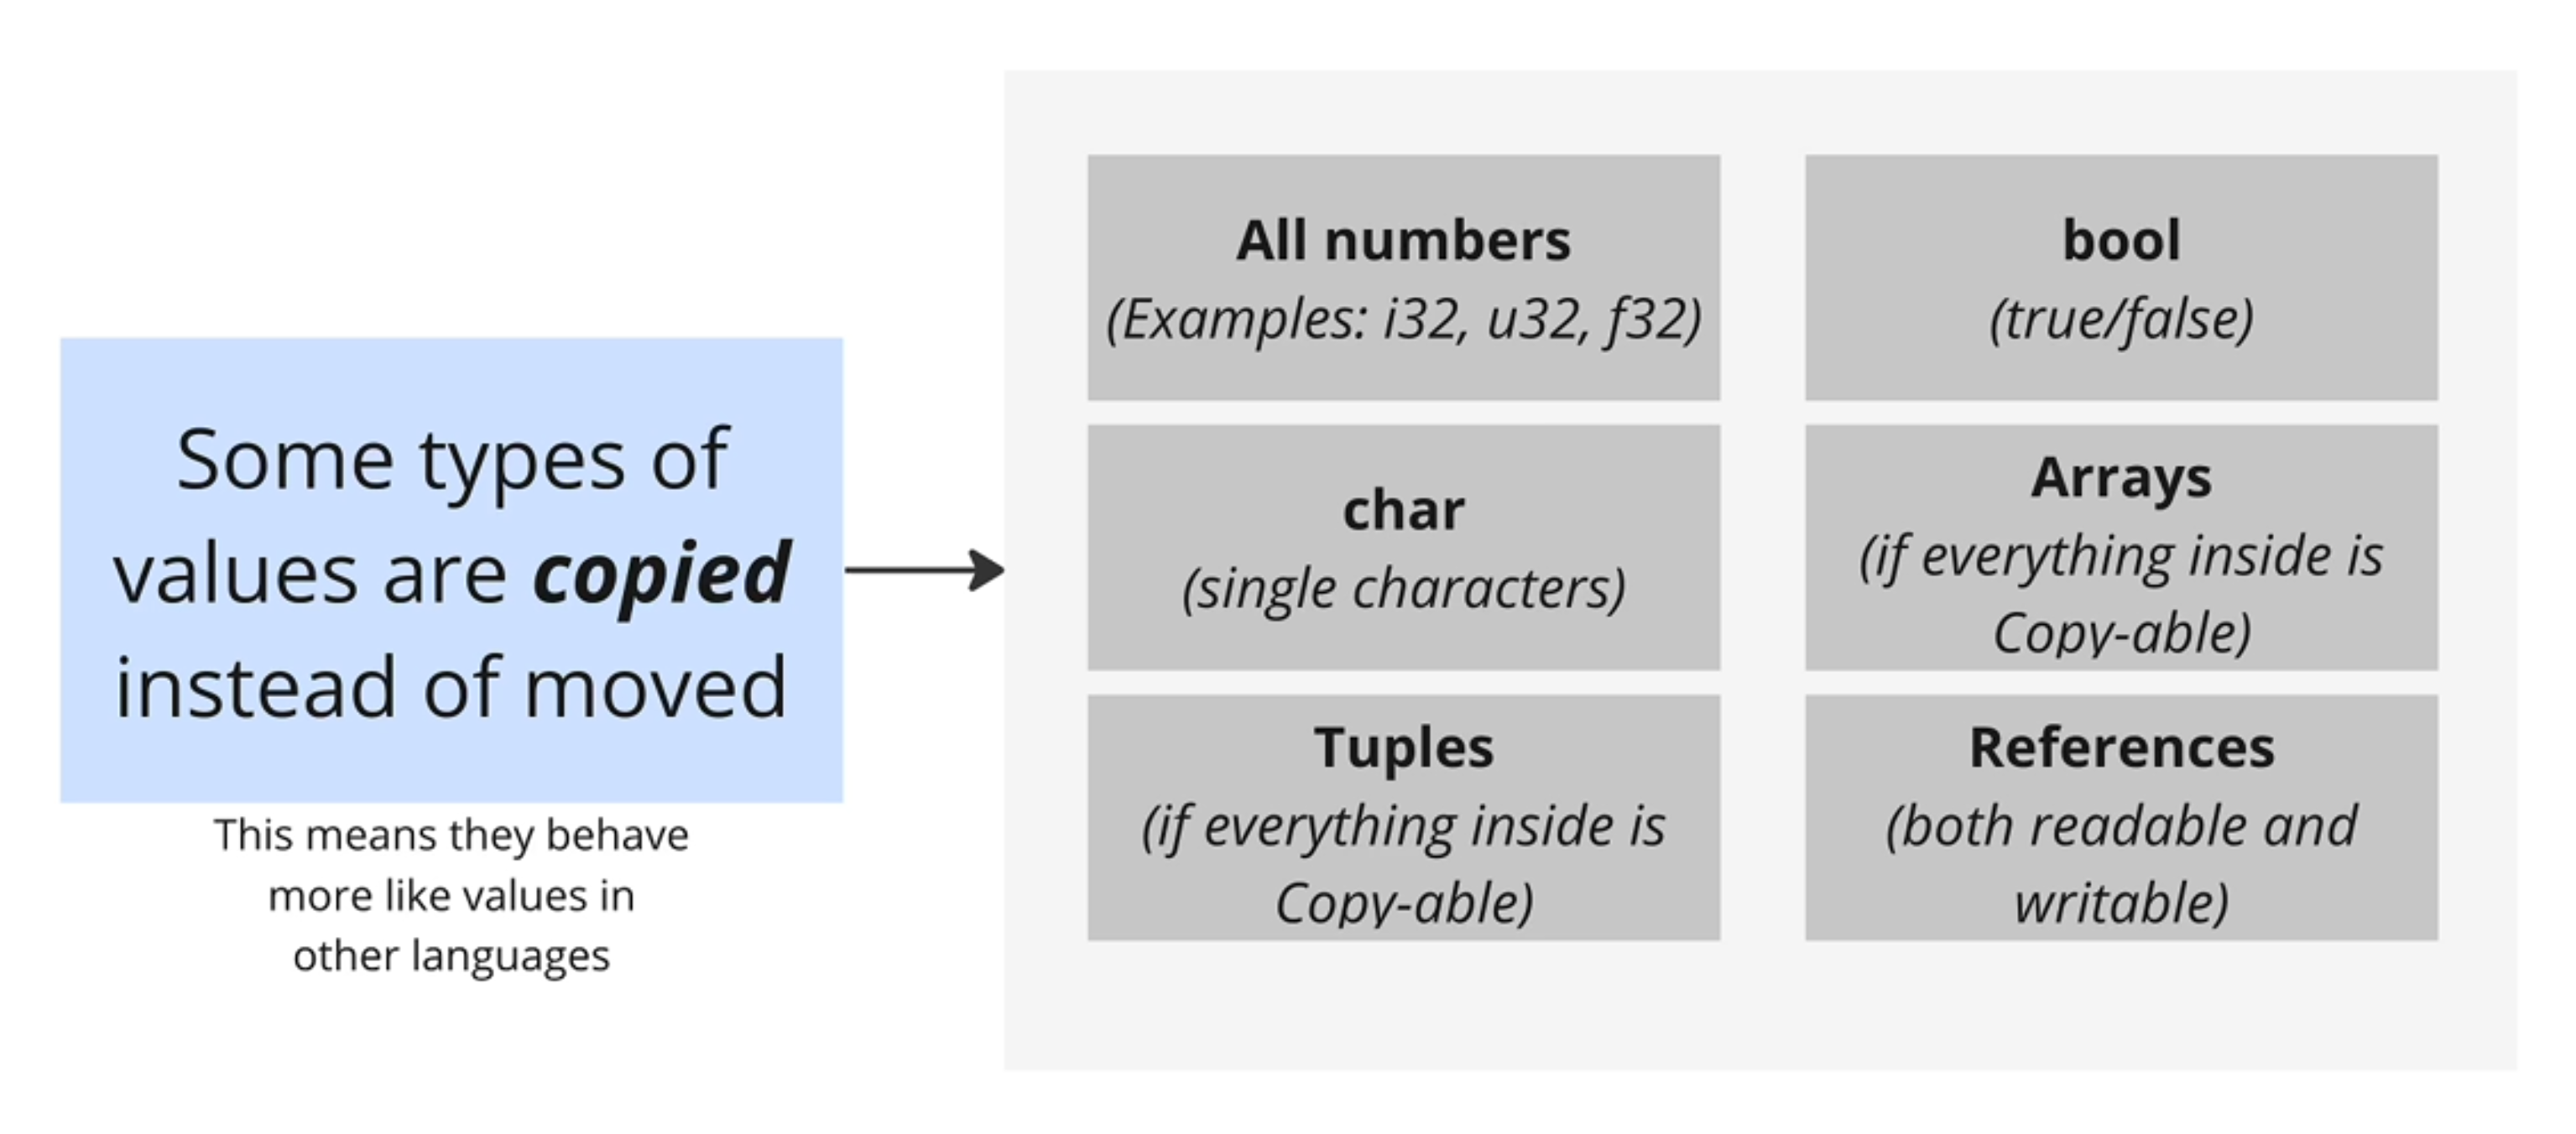 Some types of
values are copied
instead of moved
This means they behave
more like values in
other languages
All numbers
(Examples: i32, u32, f32)
bool
(true/false)
char
(single characters)
Arrays
(if everything inside is
Copy-able)
Tuples
(if everything inside is
Copy-able)
References
(both readable and
writable)